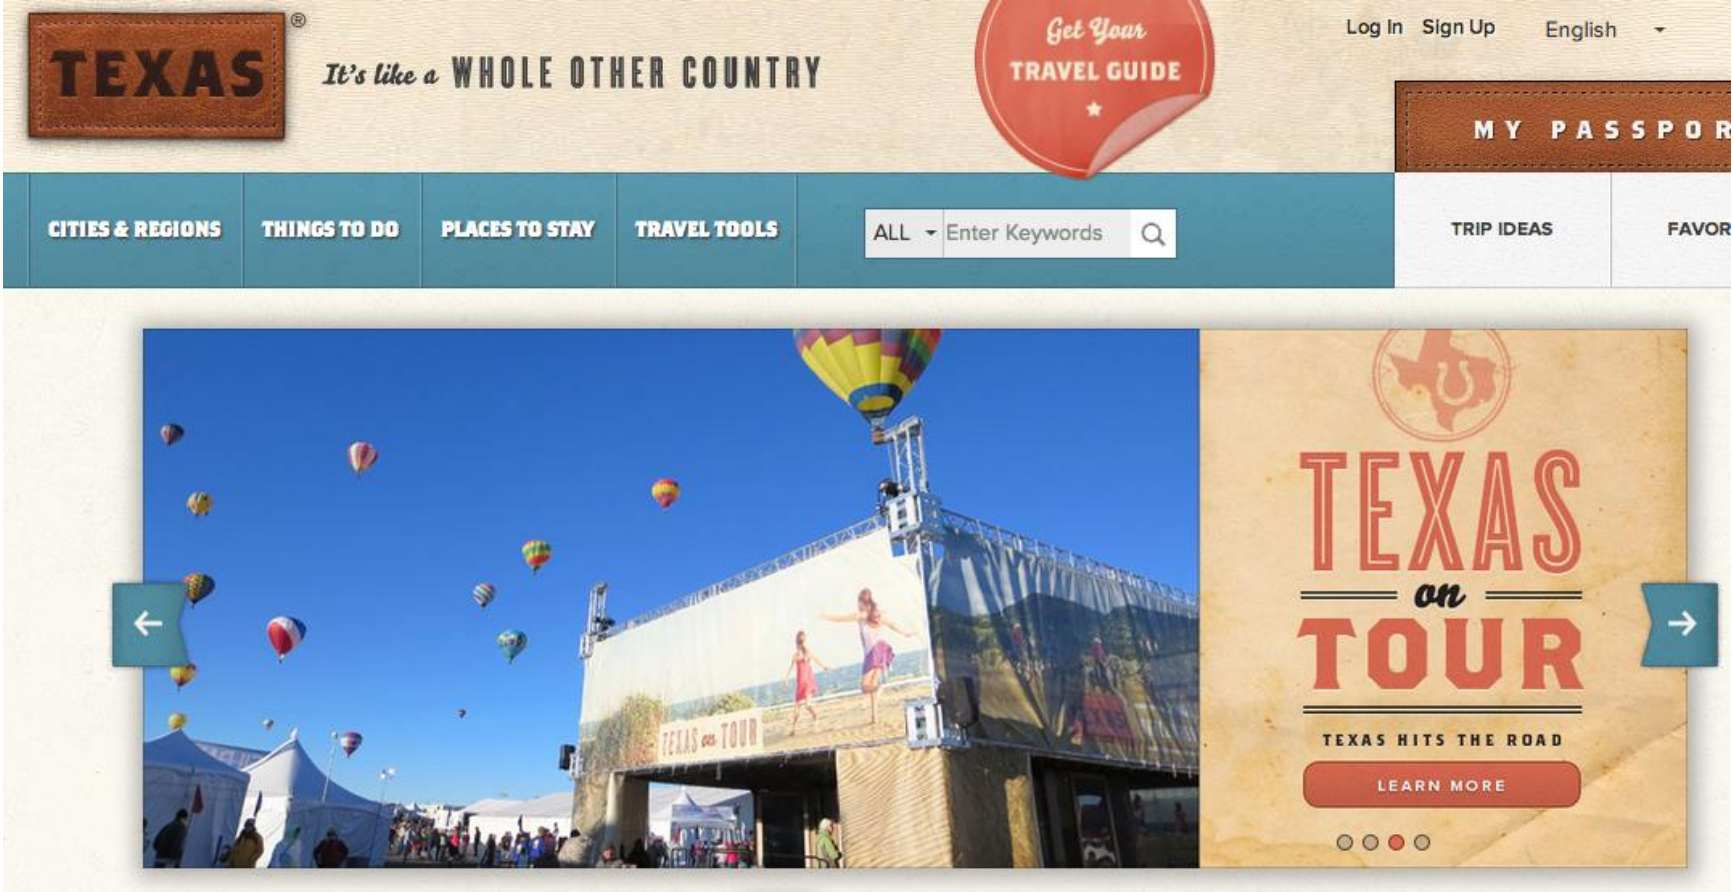 TEXAS ®
It's like a WHOLE OTHER COUNTRY
Get Your
TRAVEL GUIDE
Log In Sign Up English
MY PASSPOR
CITIES & REGIONS THINGS TO DO PLACES TO STAY TRAVEL TOOLS
ALL Enter Keywords
TRIP IDEAS FAVOR
TEXAS on TOUR
TEXAS
on
TOUR
TEXAS HITS THE ROAD
LEARN MORE